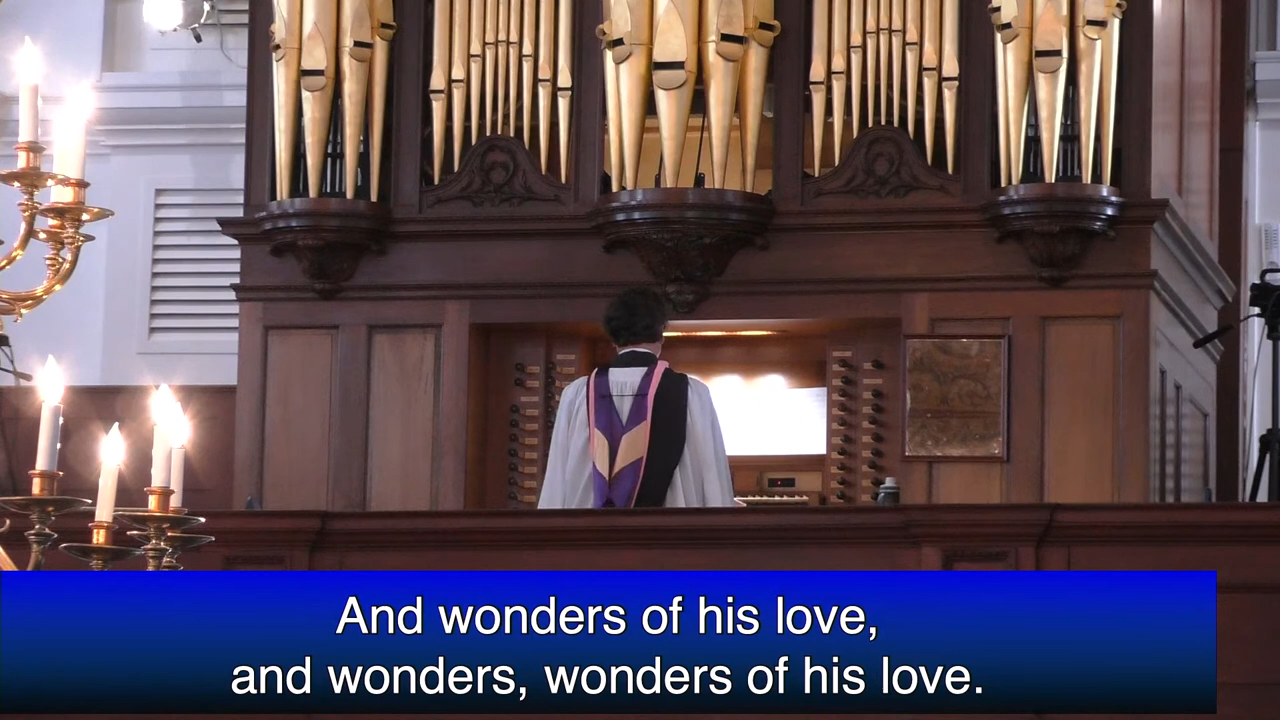 And wonders of his love,
and wonders, wonders of his love.